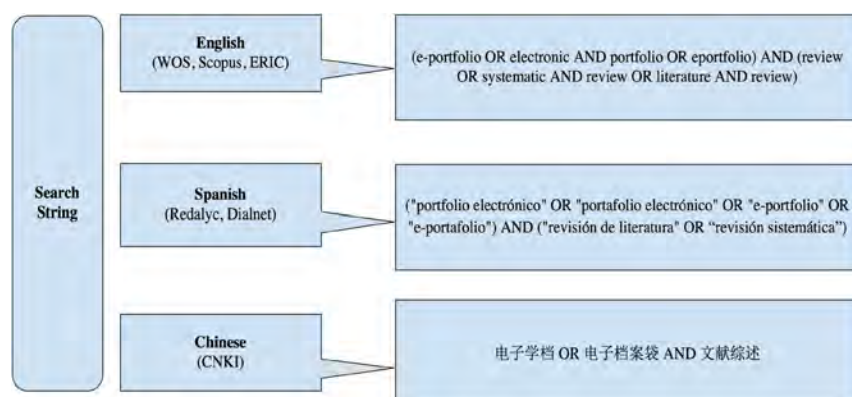 Search
String
English
(WOS, Scopus, ERIC)
(e-portfolio OR electronic AND portfolio OR eportfolio) AND (review
OR systematic AND review OR literature AND review)
Spanish
(Redalyc, Dialnet)
("portfolio electrónico" OR "portafolio electrónico" OR "e-portfolio" OR
"e-portafolio") AND ("revisión de literatura" OR “revisión sistemática”)
Chinese
(CNKI)
电子学档 OR 电子档案袋 AND 文献综述